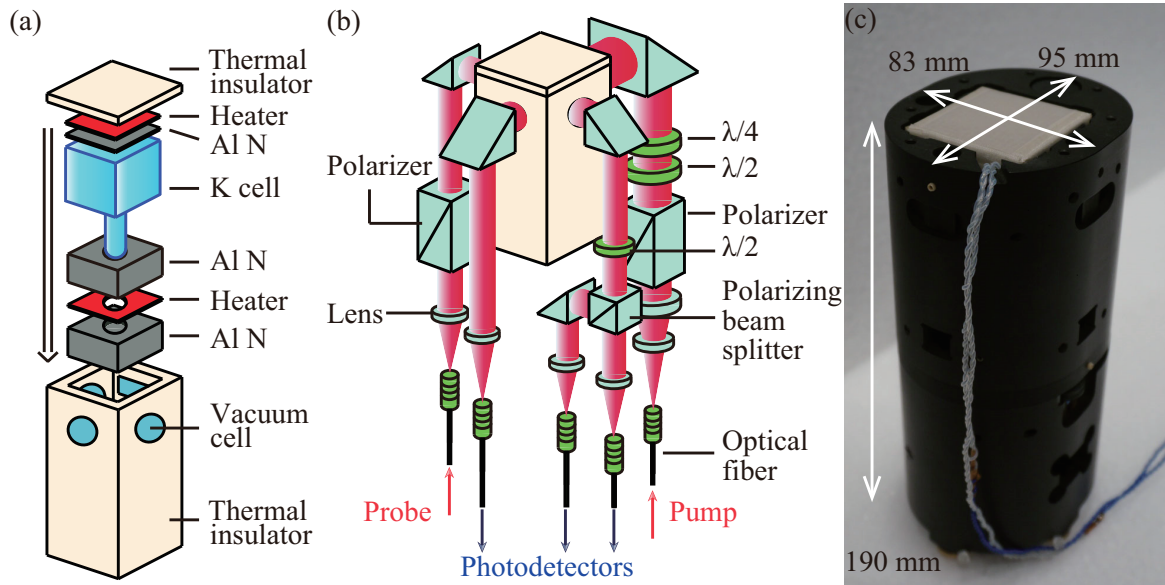 (a)
Thermal
insulator
Heater
Al N
K cell
Al N
Heater
Al N
Vacuum
cell
Thermal
insulator
(b)
λ/4
λ/2
Polarizer
Polarizer
λ/2
Polarizing
beam
splitter
Lens
Optical
fiber
Probe
Pump
Photodetectors
(c)
83 mm
95 mm
190 mm